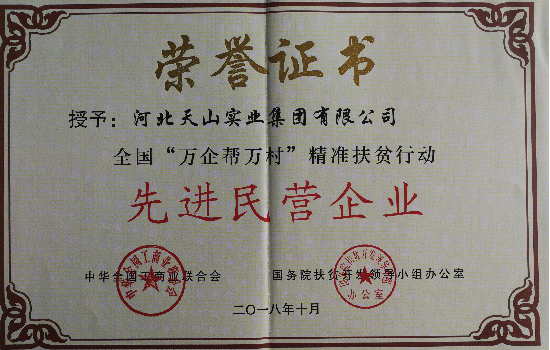 荣誉证书
授予：河北天山实业集团有限公司
全国“万企帮万村”精准扶贫行动
先进民营企业
中华全国工商业联合会 国务院扶贫开发领导小组办公室
二〇一八年十月